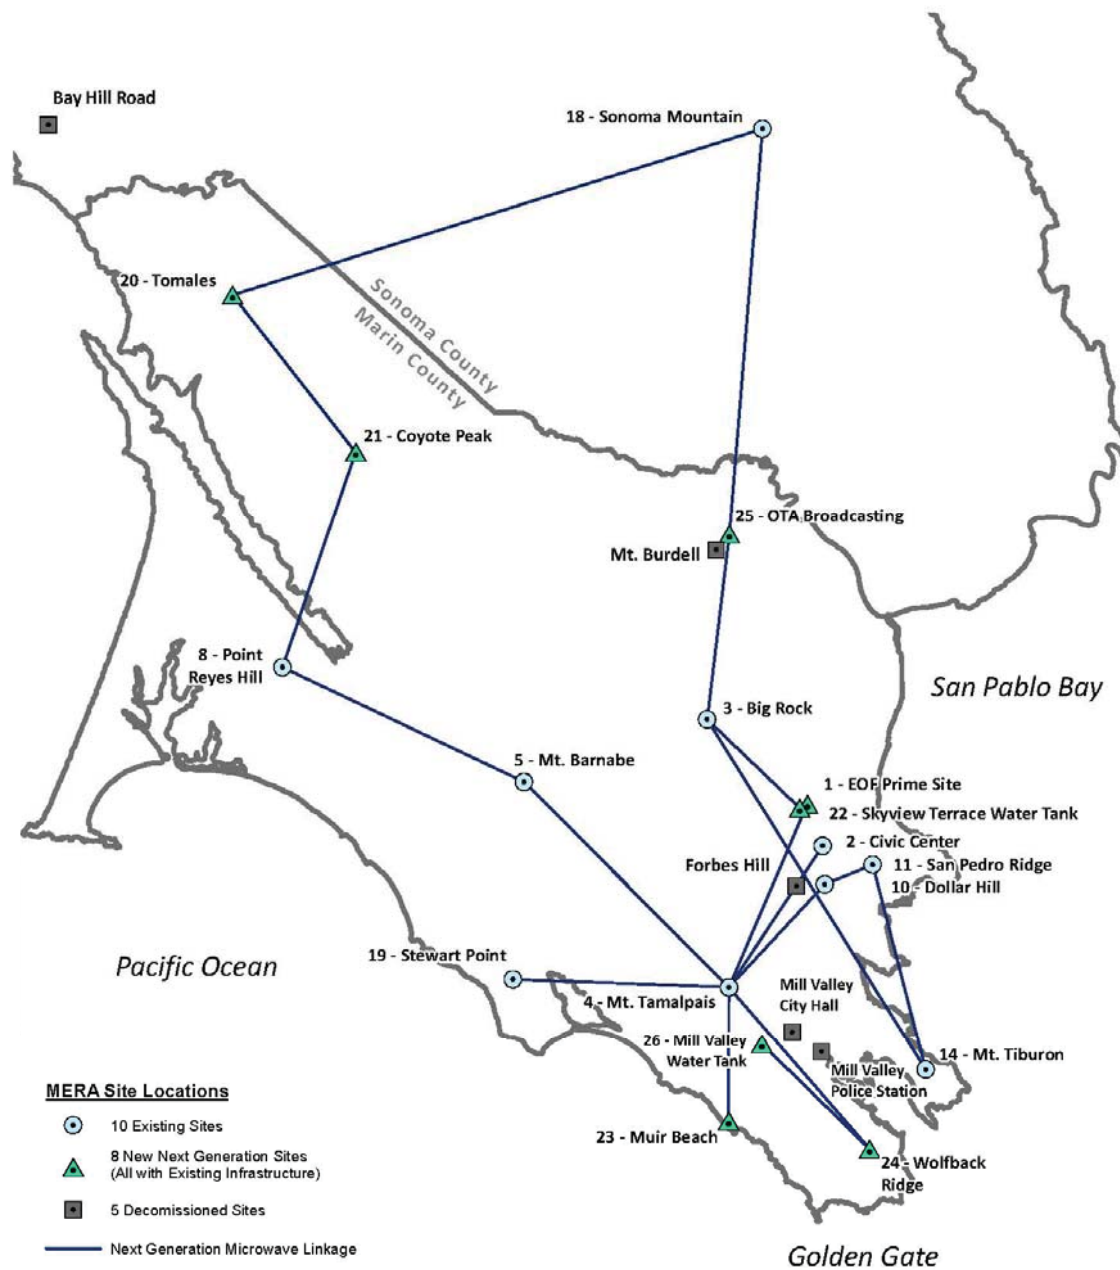 Bay Hill Road
18 - Sonoma Mountain
20 - Tomales
Sonoma County
Marin County
21 - Coyote Peak
25 - OTA Broadcasting
Mt. Burdell
8 - Point
Reyes Hill
San Pablo Bay
3 - Big Rock
5 - Mt. Barnabe
1 - EOF Prime Site
22 - Skyview Terrace Water Tank
2 - Civic Center
Forbes Hill
11 - San Pedro Ridge
10 - Dollar Hill
Pacific Ocean
19 - Stewart Point
4 - Mt. Tamalpais
Mill Valley
City Hall
26 - Mill Valley
Water Tank
14 - Mt. Tiburon
Mill Valley
Police Station
23 - Muir Beach
24 - Wolfback
Ridge
MERA Site Locations
10 Existing Sites
8 New Next Generation Sites
(All with Existing Infrastructure)
5 Decomissioned Sites
Next Generation Microwave Linkage
Golden Gate